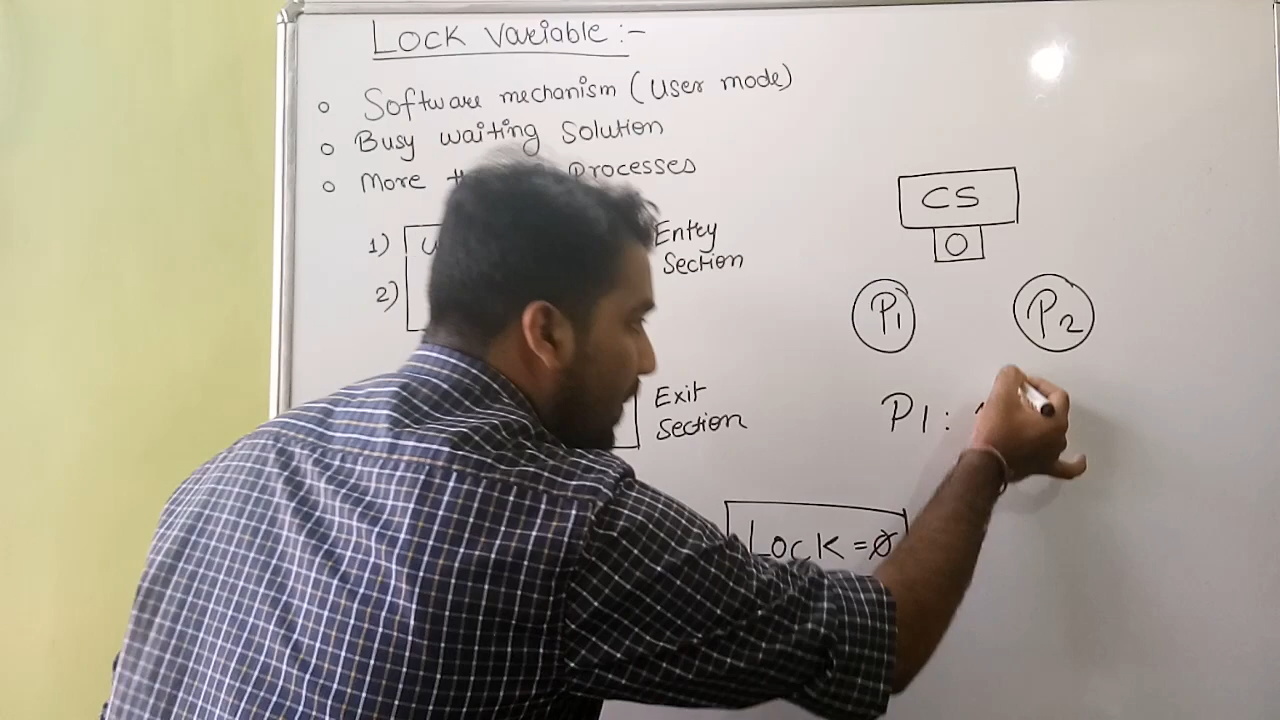 Lock Variable :-
○ Software mechanism (User mode)
○ Busy waiting Solution
○ More Processes
1)
2)
Entry
Section
Exit
Section
CS
0
P1
P2
P1 :
Lock = 0